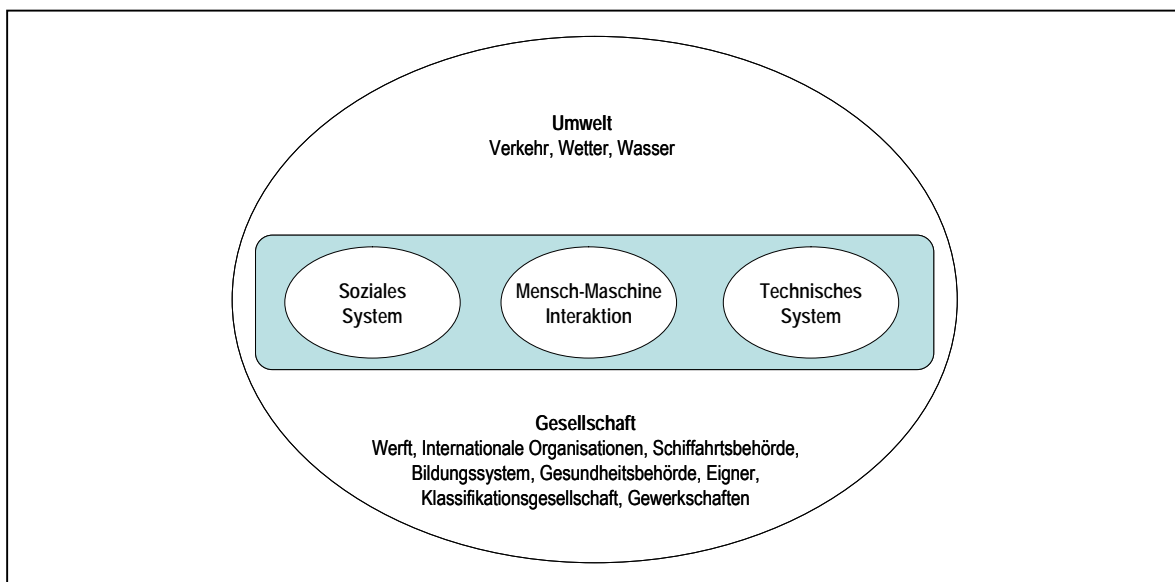 Umwelt
Verkehr, Wetter, Wasser
Soziales
System
Mensch-Maschine
Interaktion
Technisches
System
Gesellschaft
Werft, Internationale Organisationen, Schiffahrtsbehörde,
Bildungssystem, Gesundheitsbehörde, Eigner,
Klassifikationsgesellschaft, Gewerkschaften